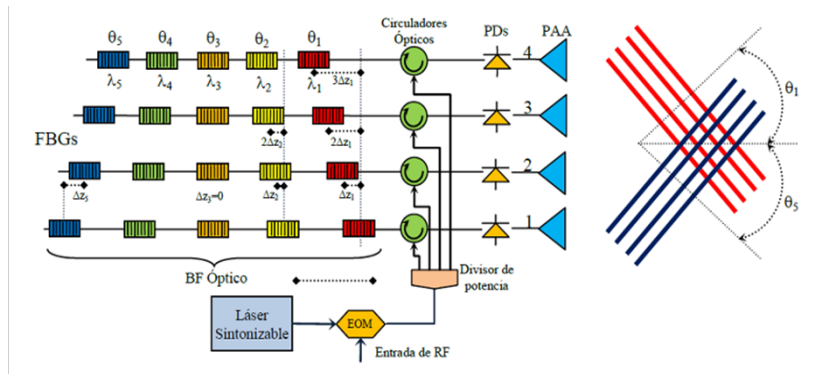 Circuladores
Ópticos
PDs
PAA
θ5 θ4 θ3 θ2 θ1
4
λ5 λ4 λ3 λ2 λ1
3Δz1
3
FBGs
2Δz2
2Δz1
2
Δz5
Δz3=0
Δz2
Δz1
1
BF Óptico
Divisor de
potencia
Láser
Sintonizable
EOM
Entrada de RF
θ1
θ5